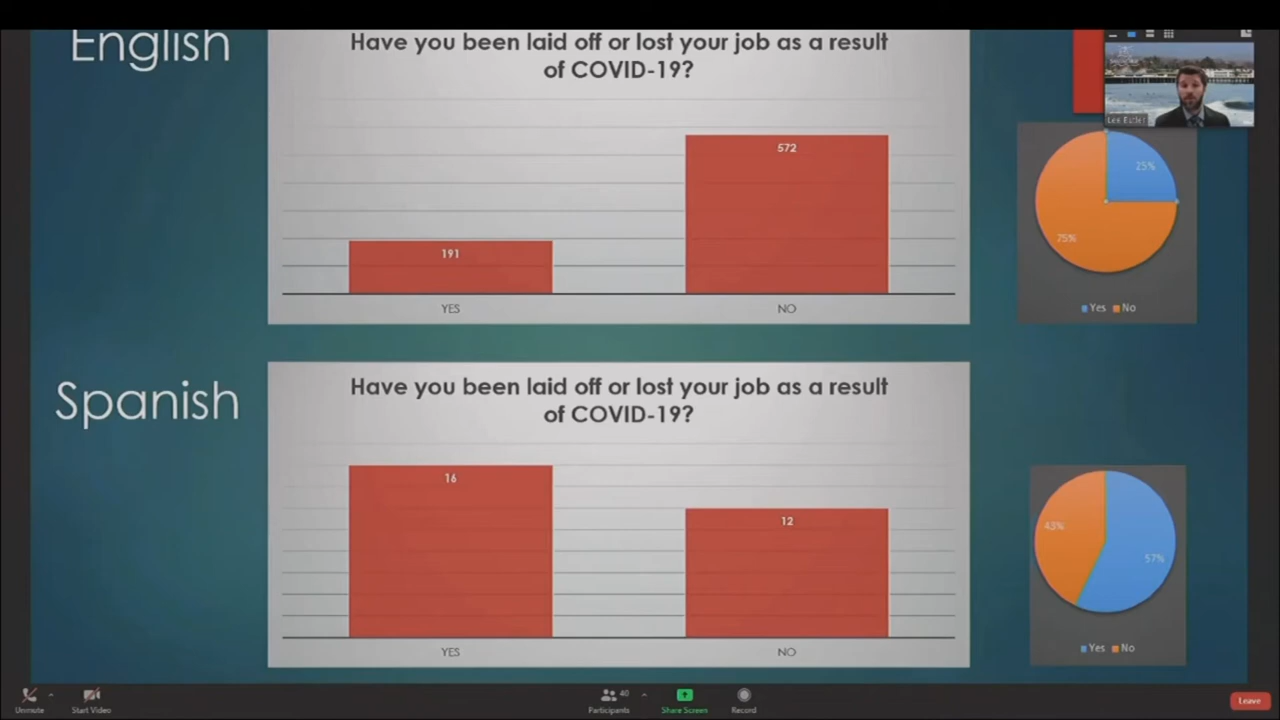 English
Have you been laid off or lost your job as a result
of COVID-19?
191
572
YES
NO
25%
75%
Yes
No
Spanish
Have you been laid off or lost your job as a result
of COVID-19?
16
12
YES
NO
43%
57%
Yes
No
Unmute
Start Video
40
Participants
Share Screen
Record
Leave